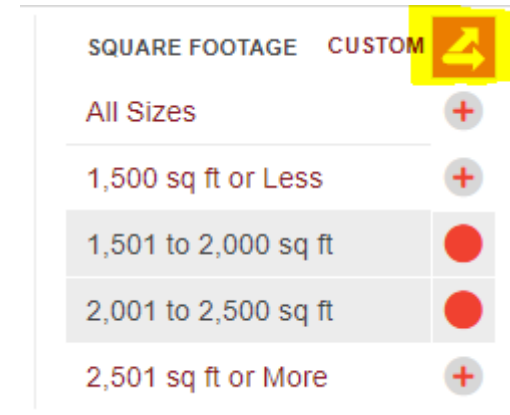 SQUARE FOOTAGE CUSTOM
All Sizes
1,500 sq ft or Less
1,501 to 2,000 sq ft
2,001 to 2,500 sq ft
2,501 sq ft or More